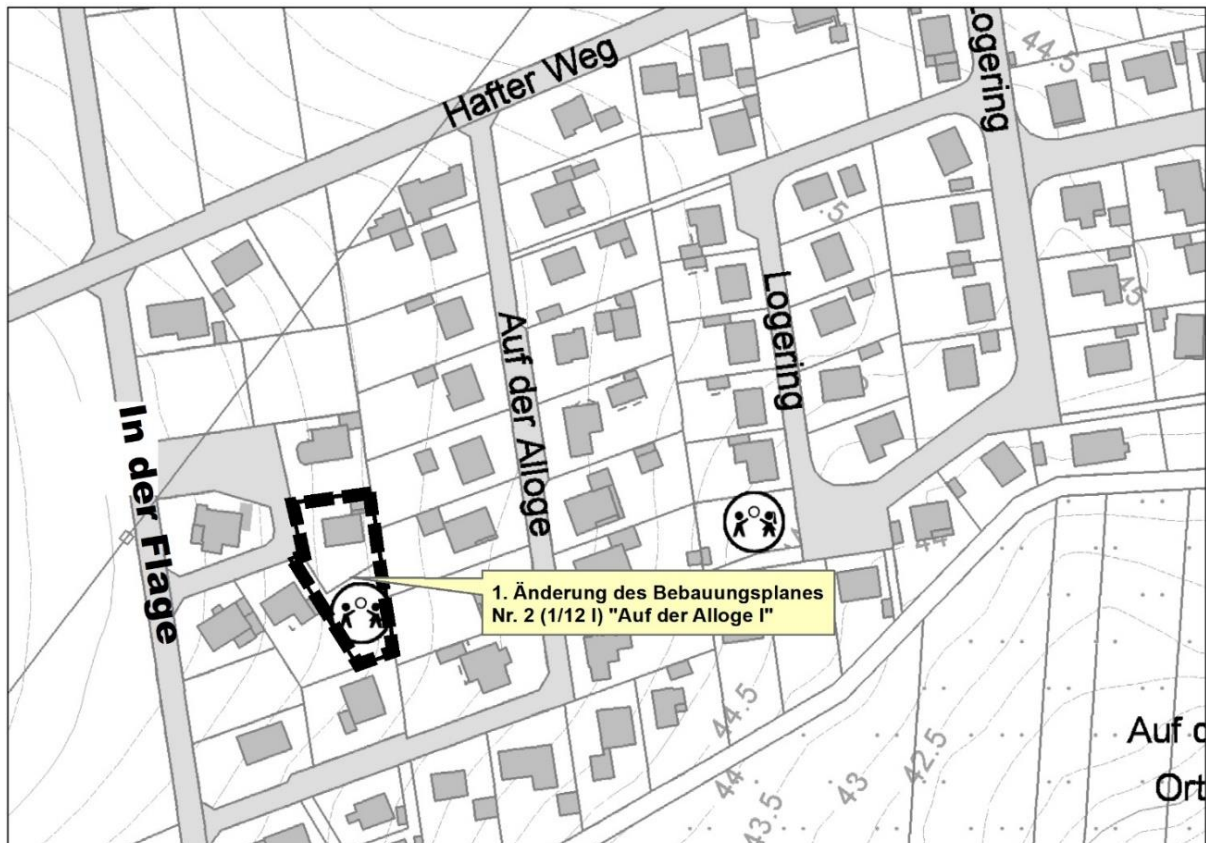 Hafter Weg
Logering
44.5
.5
45
Logering
Auf der Alloge
In der Flage
1. Änderung des Bebauungsplanes
Nr. 2 (1/12 I) "Auf der Alloge I"
44
44.5
44
43.5
43
42.5
Auf d
Ort